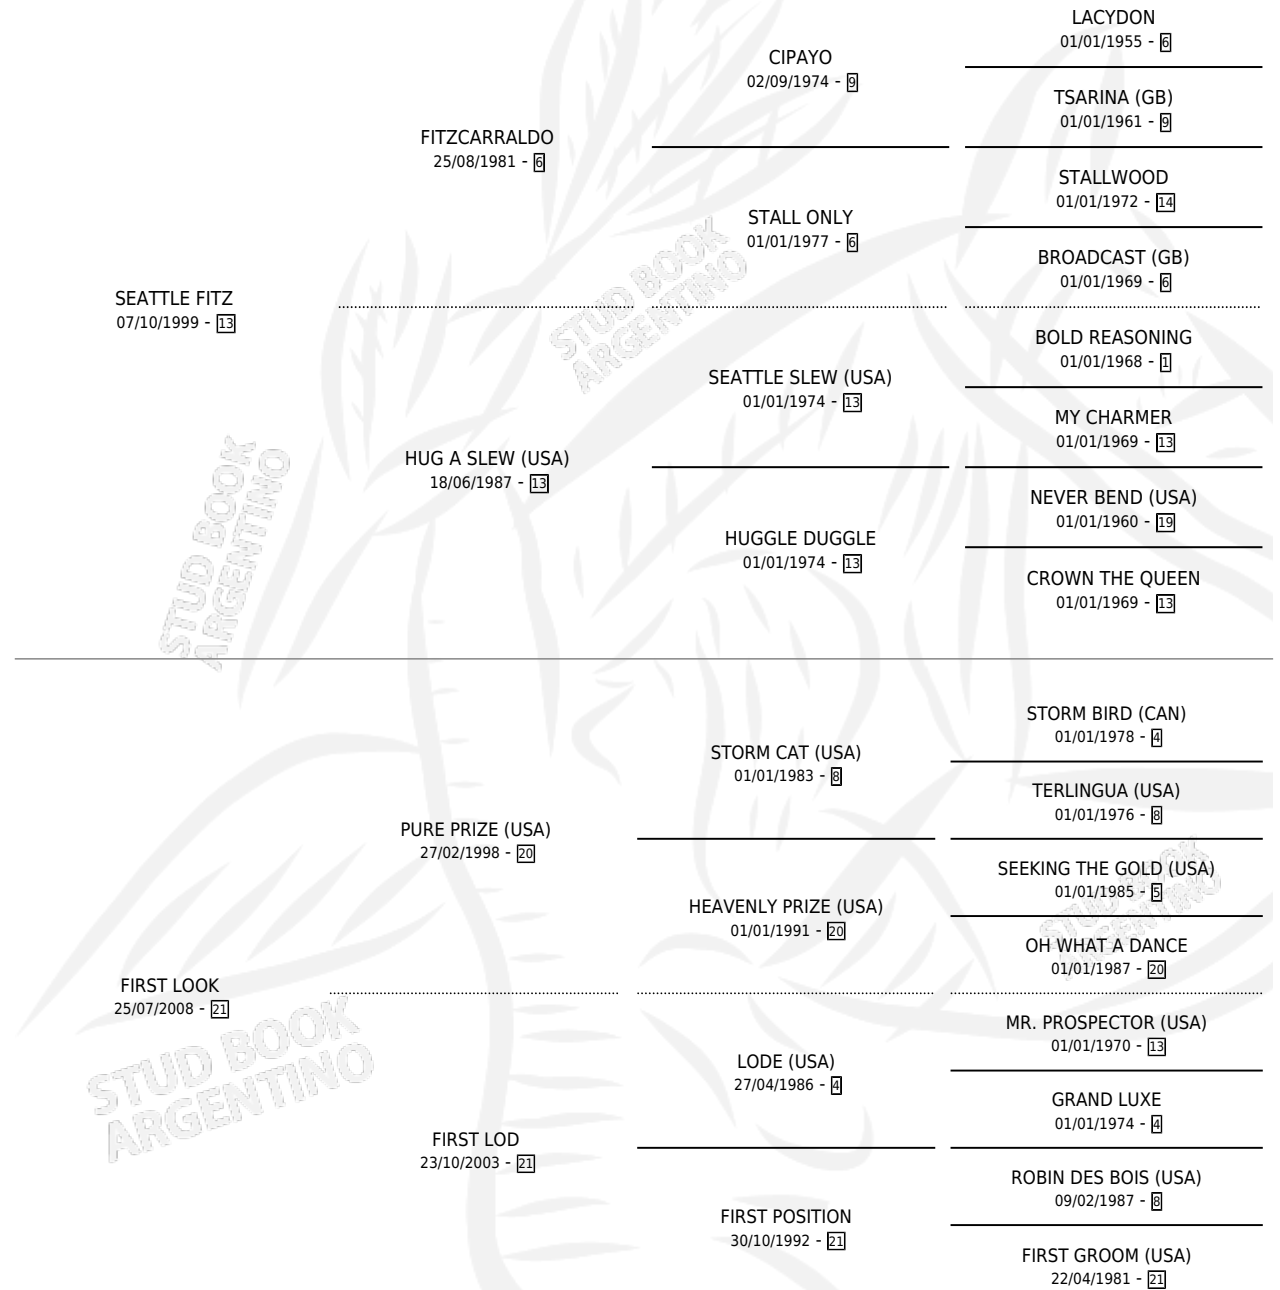 LACYDON
01/01/1955 - 6
CIPAYO
02/09/1974 - 9
TSARINA (GB)
01/01/1961 - 9
FITZCARRALDO
25/08/1981 - 6
STALLWOOD
01/01/1972 - 14
STALL ONLY
01/01/1977 - 6
BROADCAST (GB)
01/01/1969 - 6
SEATTLE FITZ
07/10/1999 - 13
BOLD REASONING
01/01/1968 - 1
SEATTLE SLEW (USA)
01/01/1974 - 13
MY CHARMER
01/01/1969 - 13
HUG A SLEW (USA)
18/06/1987 - 13
NEVER BEND (USA)
01/01/1960 - 19
HUGGLE DUGGLE
01/01/1974 - 13
CROWN THE QUEEN
01/01/1969 - 13
STORM BIRD (CAN)
01/01/1978 - 4
STORM CAT (USA)
01/01/1983 - 8
TERLINGUA (USA)
01/01/1976 - 8
PURE PRIZE (USA)
27/02/1998 - 20
SEEKING THE GOLD (USA)
01/01/1985 - 5
HEAVENLY PRIZE (USA)
01/01/1991 - 20
OH WHAT A DANCE
01/01/1987 - 20
FIRST LOOK
25/07/2008 - 21
MR. PROSPECTOR (USA)
01/01/1970 - 13
LODE (USA)
27/04/1986 - 4
GRAND LUXE
01/01/1974 - 4
FIRST LOD
23/10/2003 - 21
ROBIN DES BOIS (USA)
09/02/1987 - 8
FIRST POSITION
30/10/1992 - 21
FIRST GROOM (USA)
22/04/1981 - 21
STUD BOOK
ARGENTINO
STUD BOOK
ARGENTINO
STUD BOOK
ARGENTINO
STUD BOOK
ARGENTINO